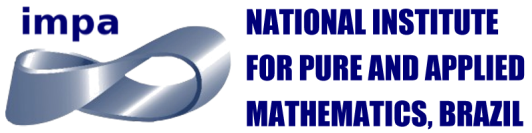 impa
NATIONAL INSTITUTE
FOR PURE AND APPLIED
MATHEMATICS, BRAZIL